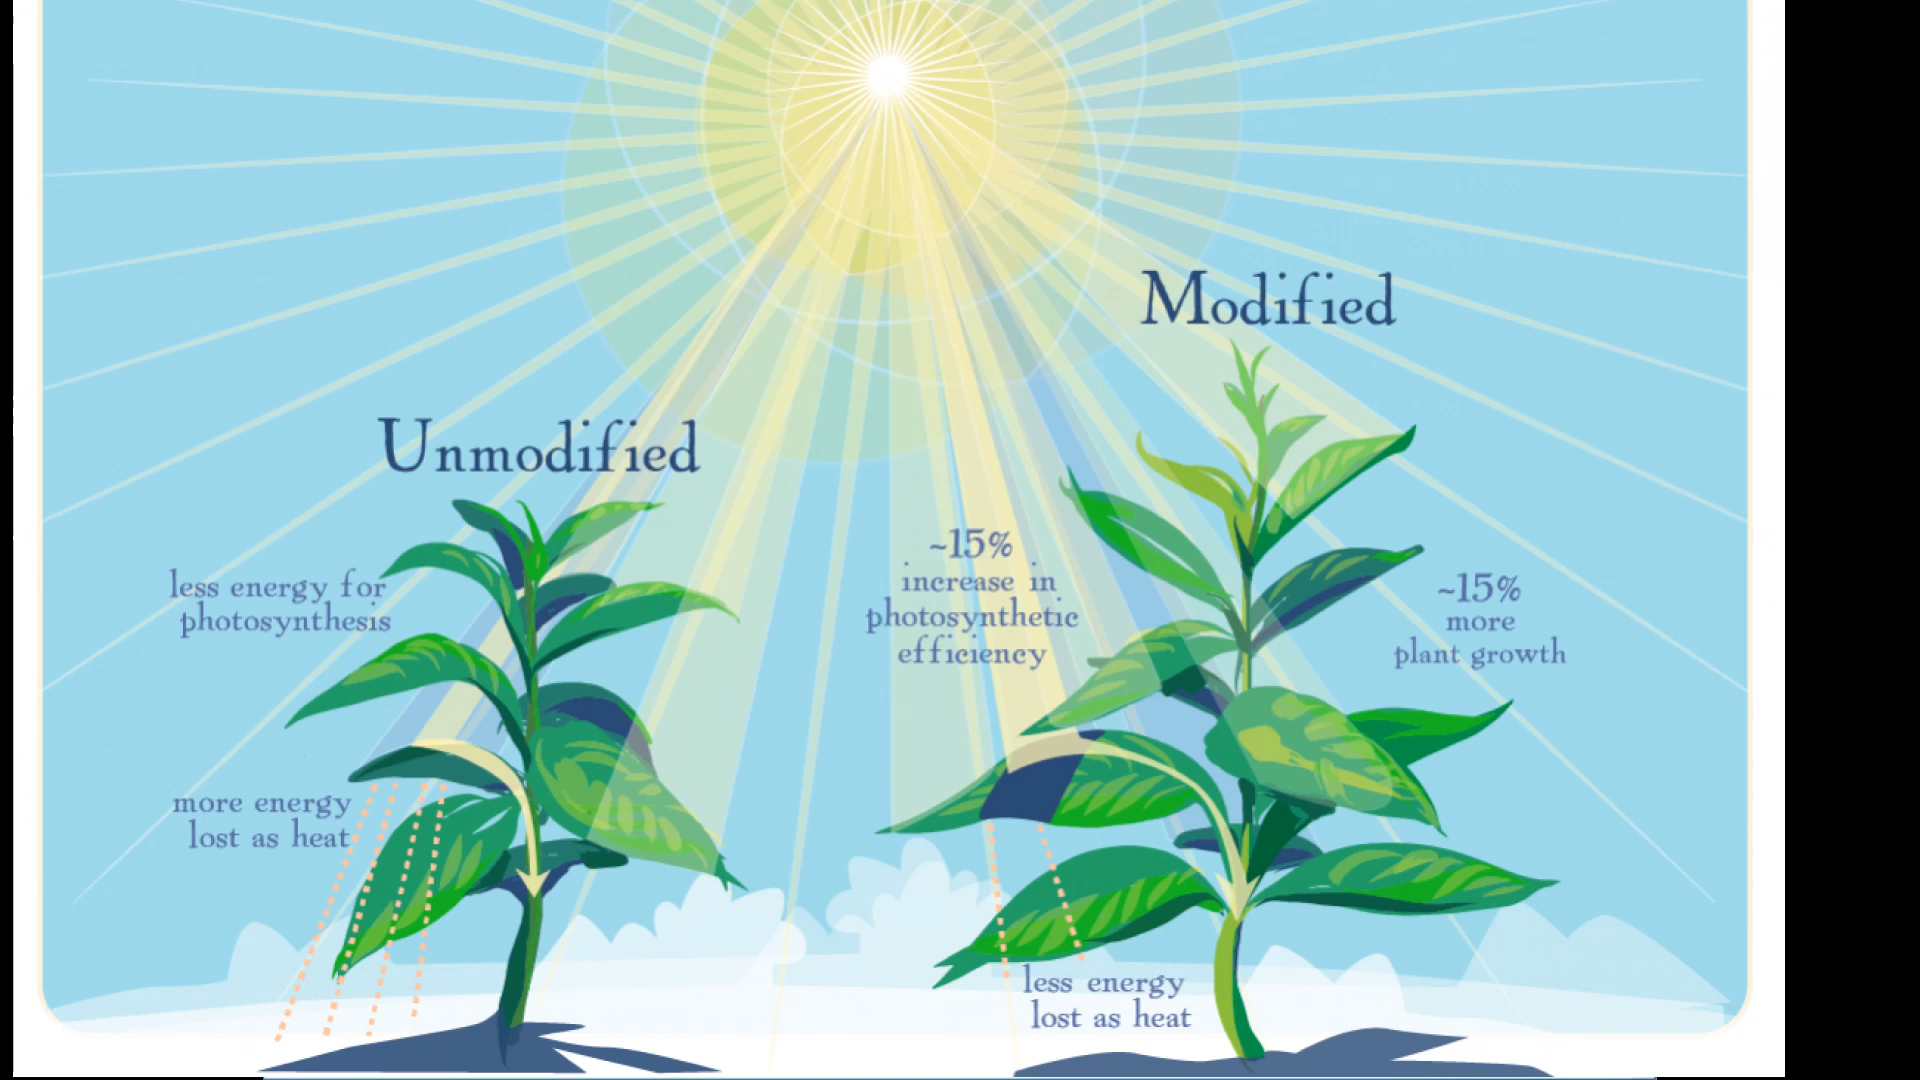 Modified
Unmodified
~15%
increase in
photosynthetic
efficiency
less energy for
photosynthesis
~15%
more
plant growth
more energy
lost as heat
less energy
lost as heat